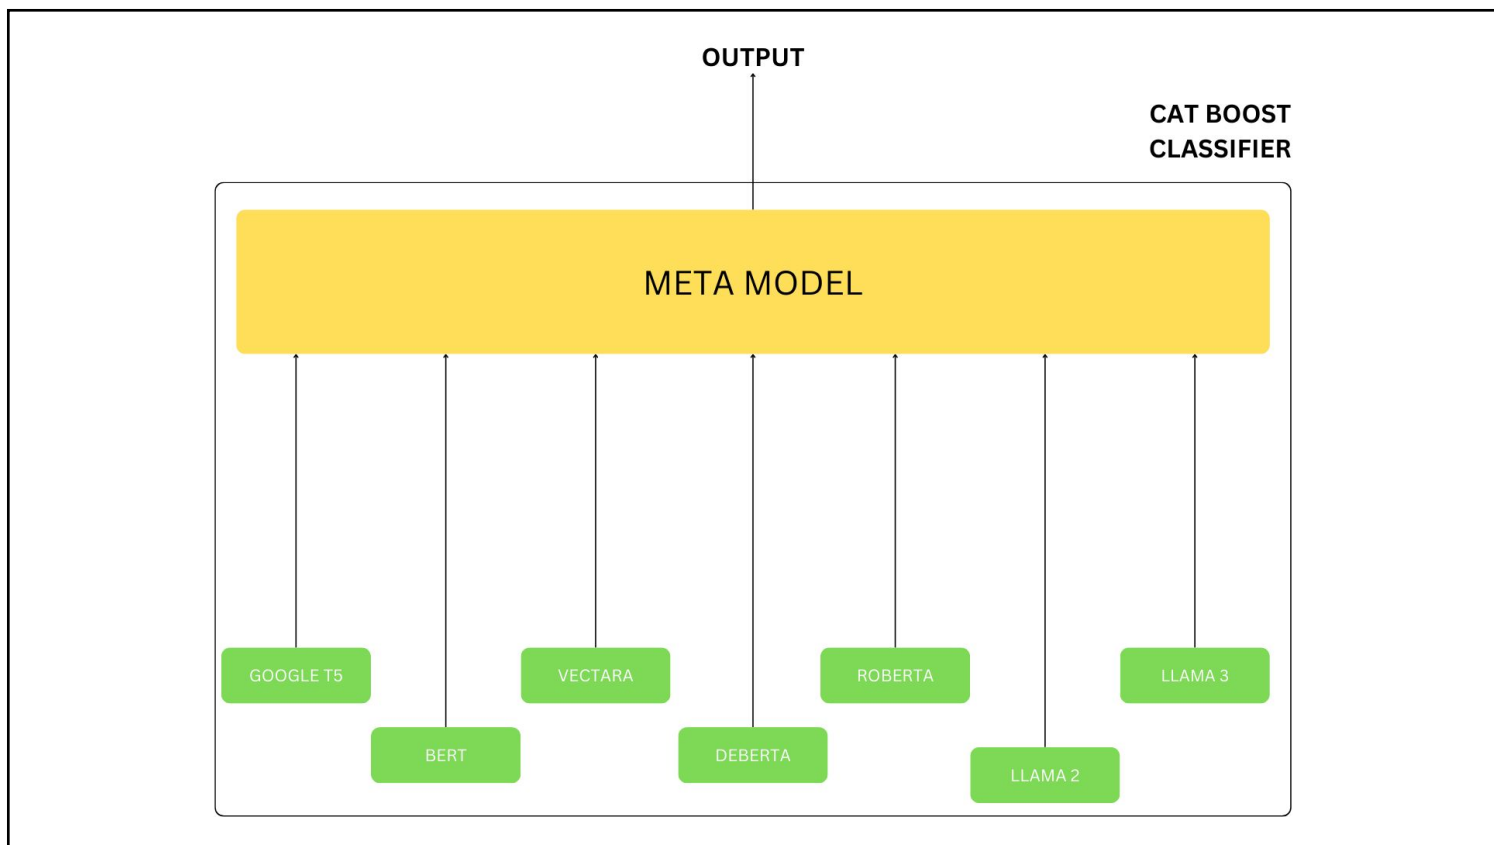 OUTPUT
CAT BOOST
CLASSIFIER
META MODEL
GOOGLE T5
VECTARA
ROBERTA
LLAMA 3
BERT
DEBERTA
LLAMA 2